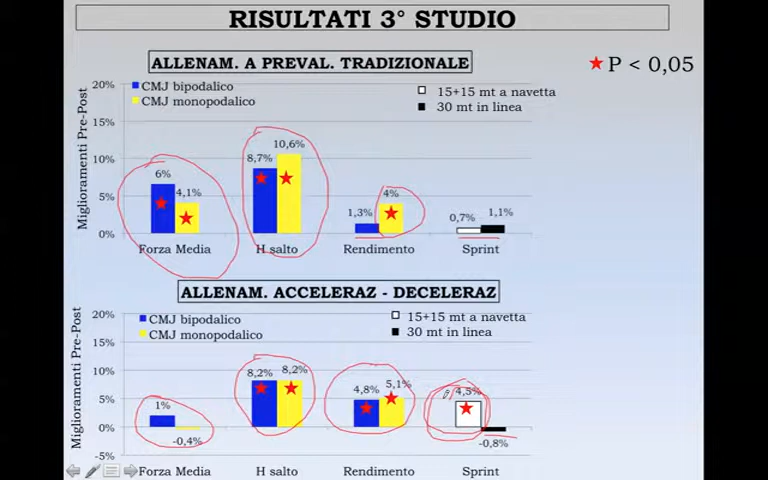 RISULTATI 3° STUDIO
ALLENAM. A PREVAL. TRADIZIONALE
P < 0,05
Miglioramenti Pre-Post
20%
15%
10%
5%
0%
CMJ bipodalico
CMJ monopodalico
15+15 mt a navetta
30 mt in linea
6%
4,1%
8,7%
10,6%
1,3%
4%
0,7%
1,1%
Forza Media
H salto
Rendimento
Sprint
ALLENAM. ACCELERAZ - DECELERAZ
Miglioramenti Pre-Post
20%
15%
10%
5%
0%
-5%
CMJ bipodalico
CMJ monopodalico
15+15 mt a navetta
30 mt in linea
1%
-0,4%
8,2%
8,2%
4,8%
5,1%
4,5%
-0,8%
Forza Media
H salto
Rendimento
Sprint